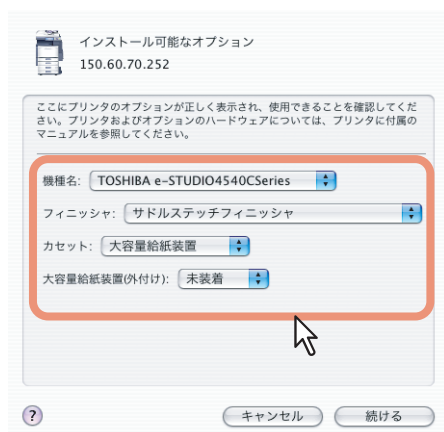 インストール可能なオプション
150.60.70.252
ここにプリンタのオプションが正しく表示され、使用できることを確認してくだ
さい。プリンタおよびオプションのハードウェアについては、プリンタに付属の
マニュアルを参照してください。
機種名: TOSHIBA e-STUDIO4540CSeries
フィニッシャ: サドルステッチフィニッシャ
カセット: 大容量給紙装置
大容量給紙装置(外付け): 未装着
? キャンセル 続ける